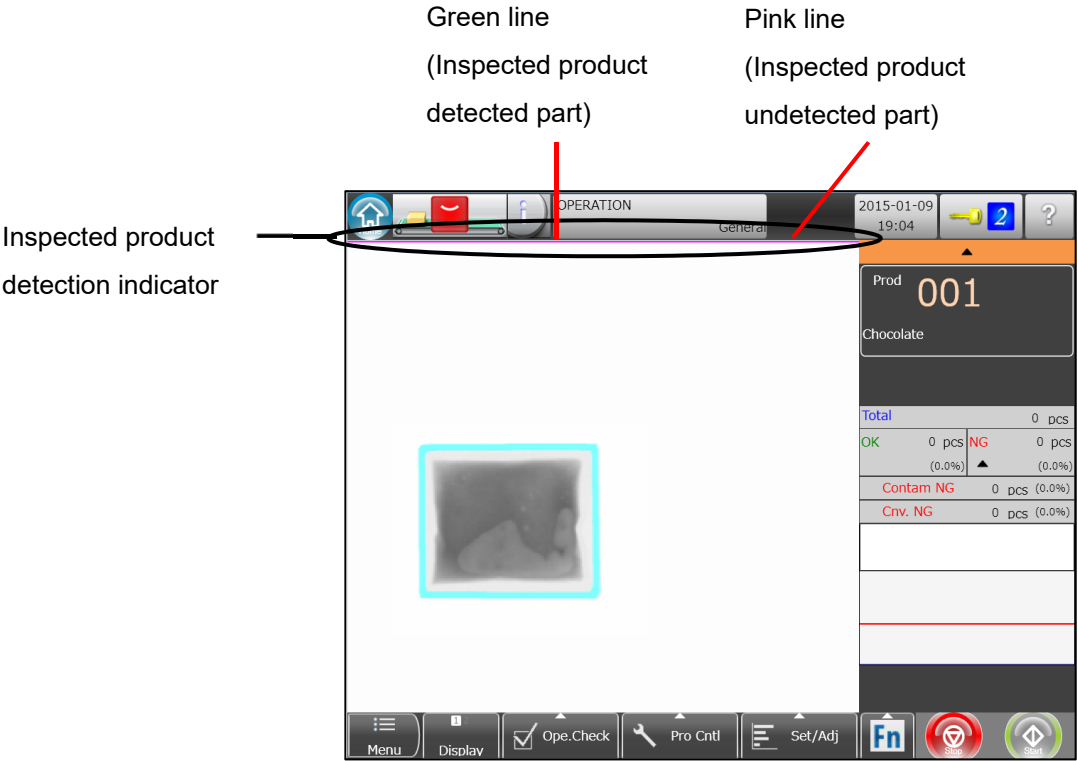 Green line
(Inspected product
detected part)
Pink line
(Inspected product
undetected part)
Inspected product
detection indicator
OPERATION
General
2015-01-09
19:04
2
?
Prod
001
Chocolate
Total 0 pcs
OK 0 pcs NG 0 pcs
(0.0%) (0.0%)
Contam NG 0 pcs (0.0%)
Cnv. NG 0 pcs (0.0%)
Menu
1
Display
Ope.Check
Pro Cntl
Set/Adj
Fn
Stop
Start